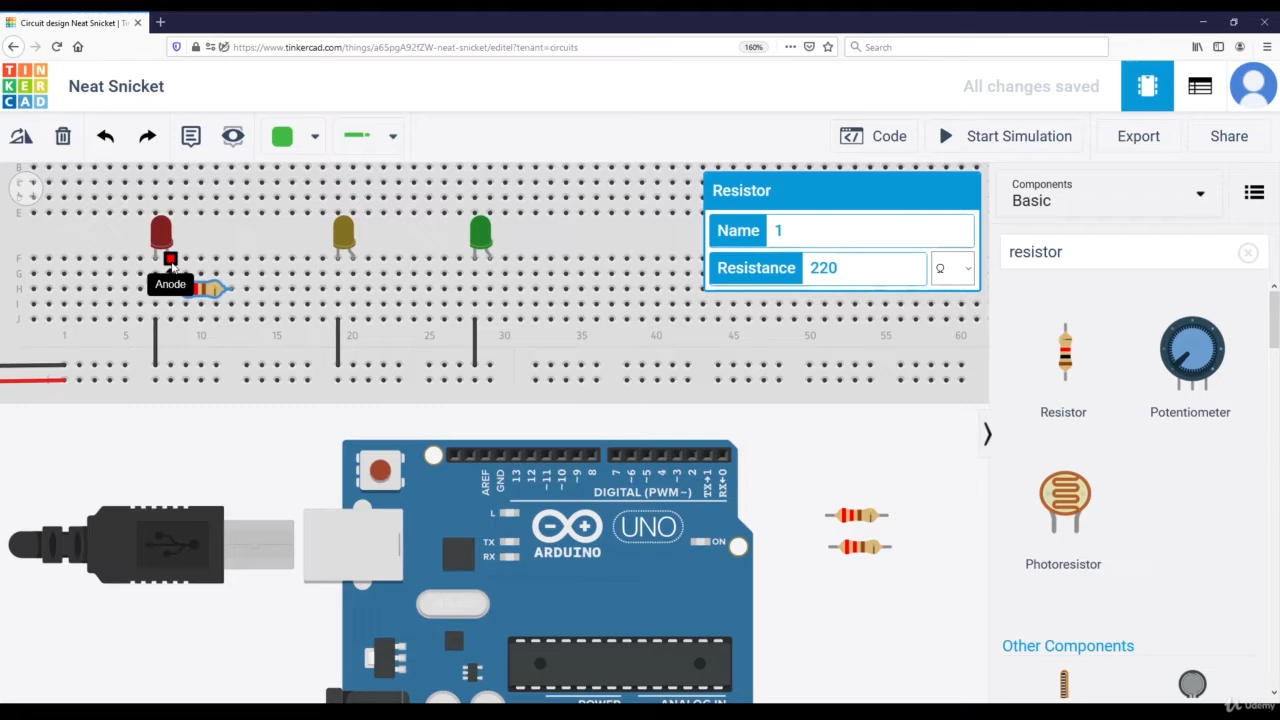 Circuit design Neat Snicket | Ti
https://www.tinkercad.com/things/a65pgA92fZW-neat-snicket/editel?tenant=circuits
160%
Search
TIN
KER
CAD
Neat Snicket
All changes saved
Code
Start Simulation
Export
Share
Resistor
Name 1
Resistance 220 Ω
Components
Basic
resistor
Anode
B
E
F
G
H
I
J
1 5 10 15 20 25 30 35 40 45 50 55 60
Resistor
Potentiometer
Photoresistor
Other Components
AREF
GND
13
12
~11
~10
~9
8
7
~6
~5
4
~3
2
TX→1
RX←0
DIGITAL (PWM~)
L
TX
RX
UNO
ARDUINO
ON
POWER
ANALOG IN
Udemy